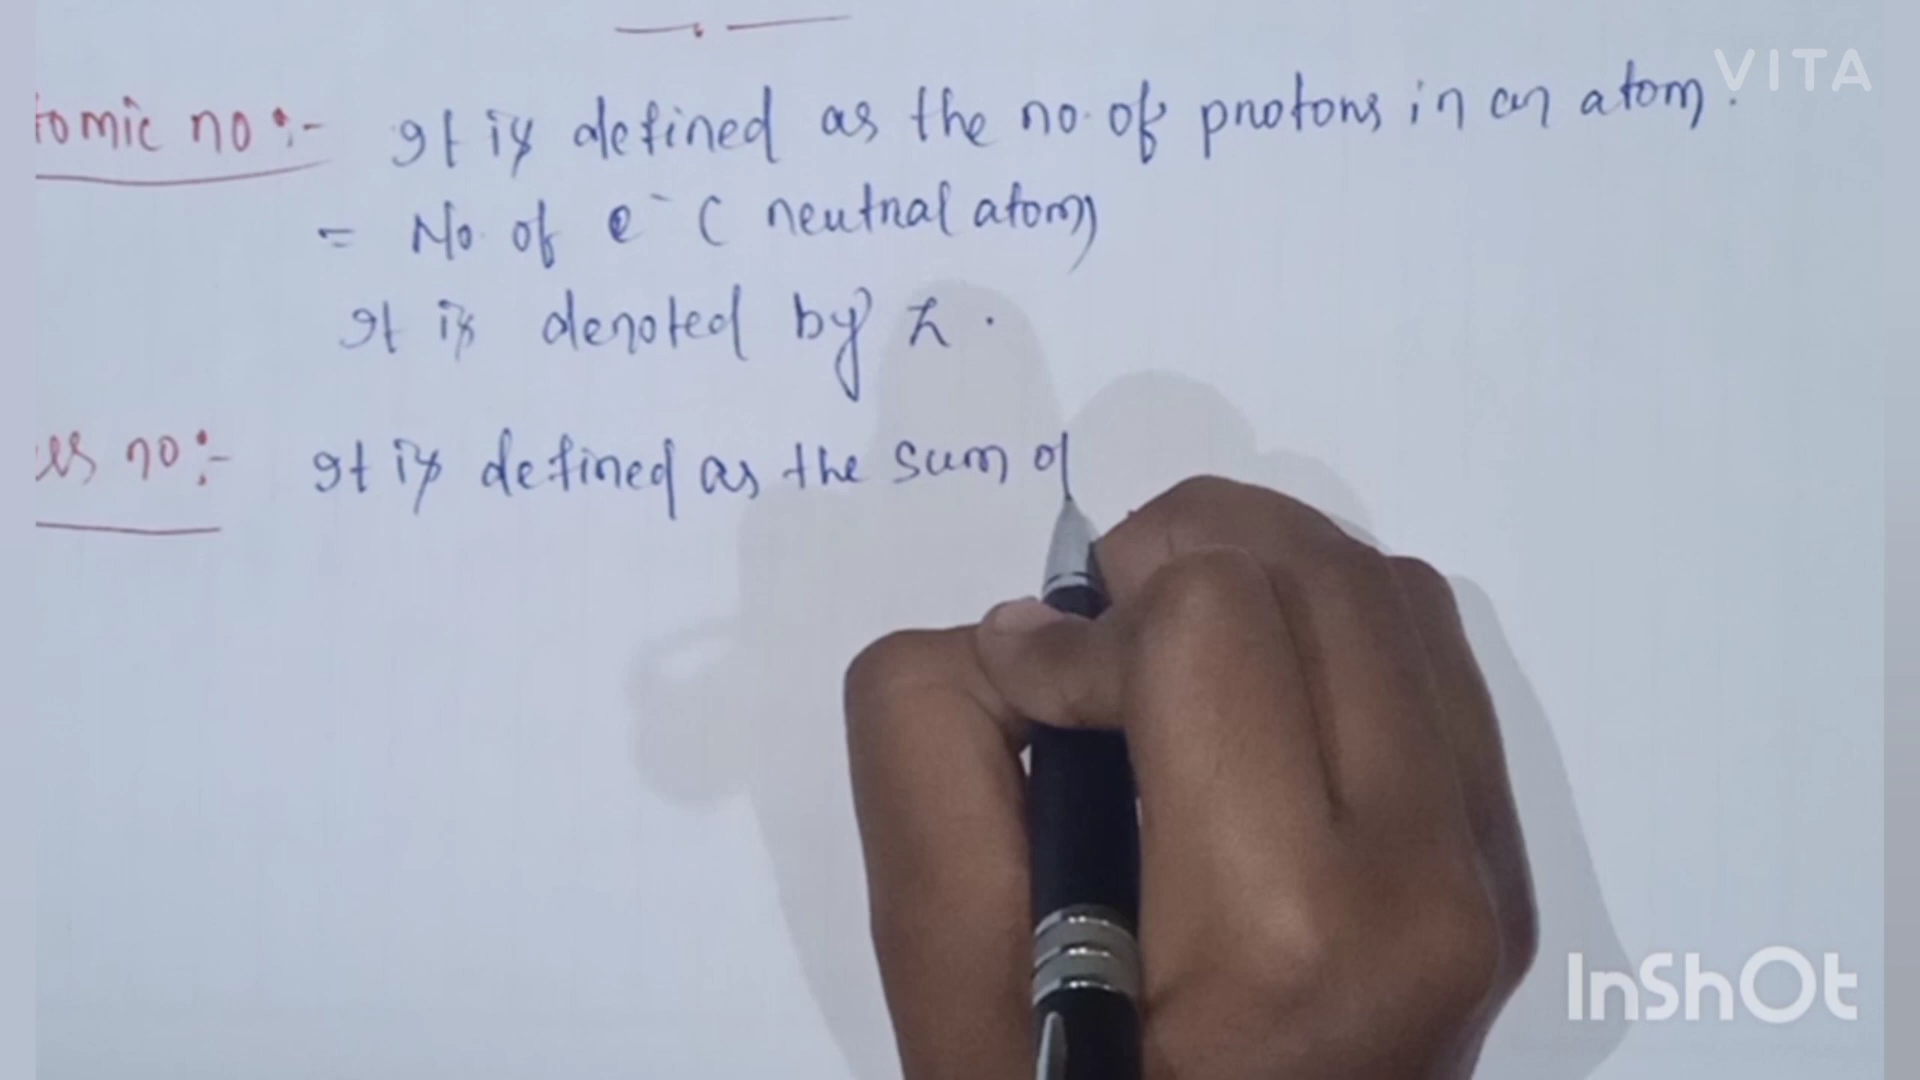 VITA
tomic no :- It is defined as the no. of protons in an atom.
= No. of e⁻ ( neutral atom)
It is denoted by Z .
ss no :- It is defined as the sum of
InShOt